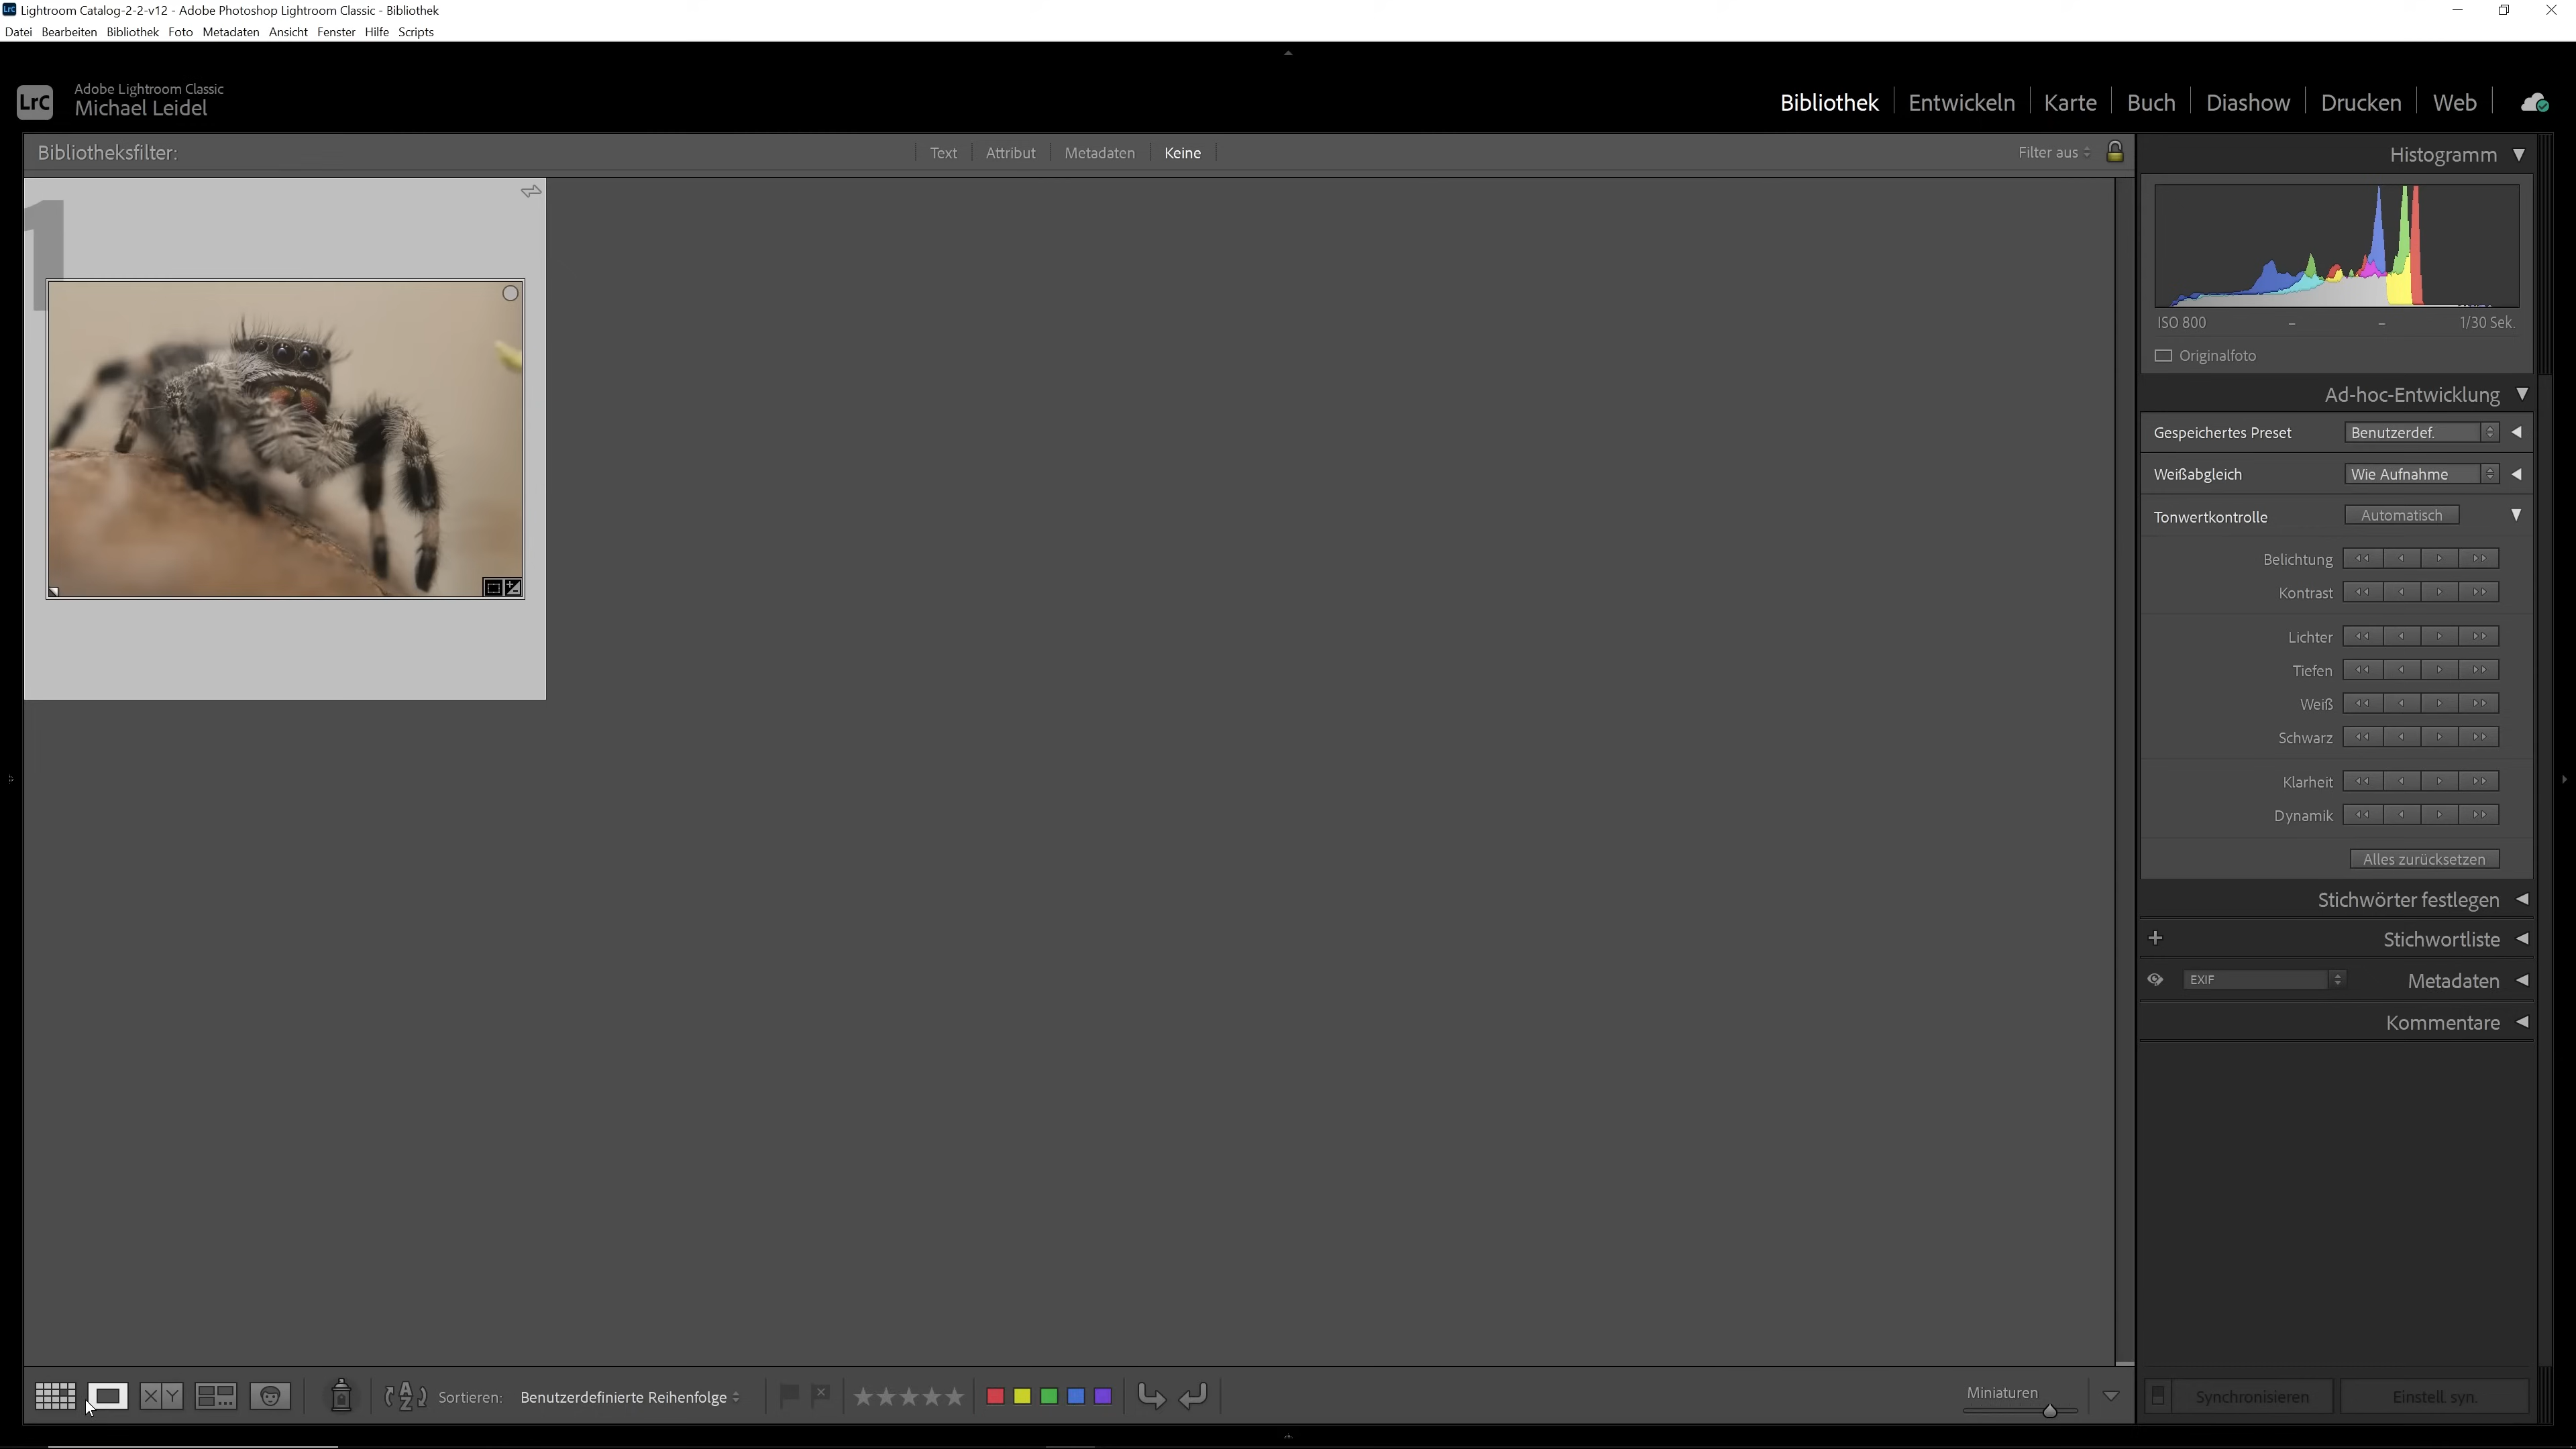 Lightroom Catalog-2-2-v12 - Adobe Photoshop Lightroom Classic - Bibliothek
Datei Bearbeiten Bibliothek Foto Metadaten Ansicht Fenster Hilfe Scripts
LrC
Adobe Lightroom Classic
Michael Leidel
Bibliothek Entwickeln Karte Buch Diashow Drucken Web
Bibliotheksfilter: Text Attribut Metadaten Keine Filter aus
1
Histogramm
ISO 800 – – 1/30 Sek.
Originalfoto
Ad-hoc-Entwicklung
Gespeichertes Preset Benutzerdef.
Weißabgleich Wie Aufnahme
Tonwertkontrolle Automatisch
Belichtung
Kontrast
Lichter
Tiefen
Weiß
Schwarz
Klarheit
Dynamik
Alles zurücksetzen
Stichwörter festlegen
Stichwortliste
EXIF Metadaten
Kommentare
X Y
Sortieren: Benutzerdefinierte Reihenfolge
Miniaturen
Synchronisieren Einstell. syn.